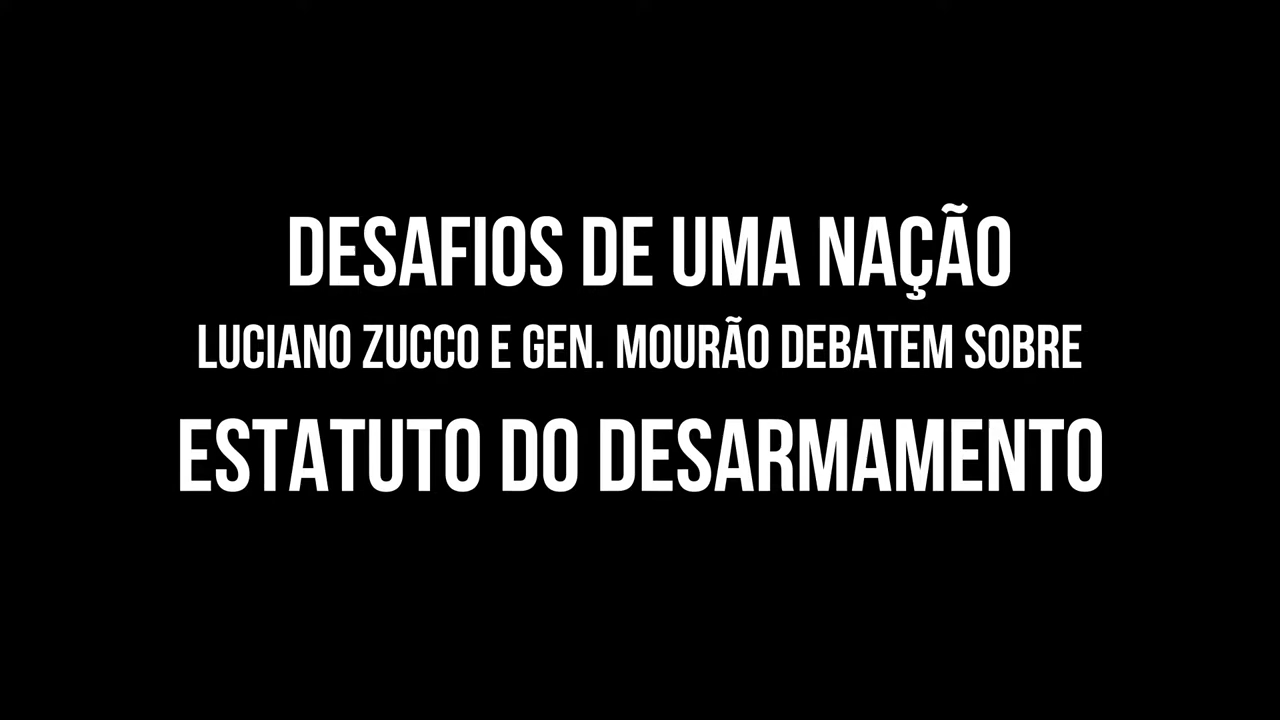 DESAFIOS DE UMA NAÇÃO
LUCIANO ZUCCO E GEN. MOURÃO DEBATEM SOBRE
ESTATUTO DO DESARMAMENTO